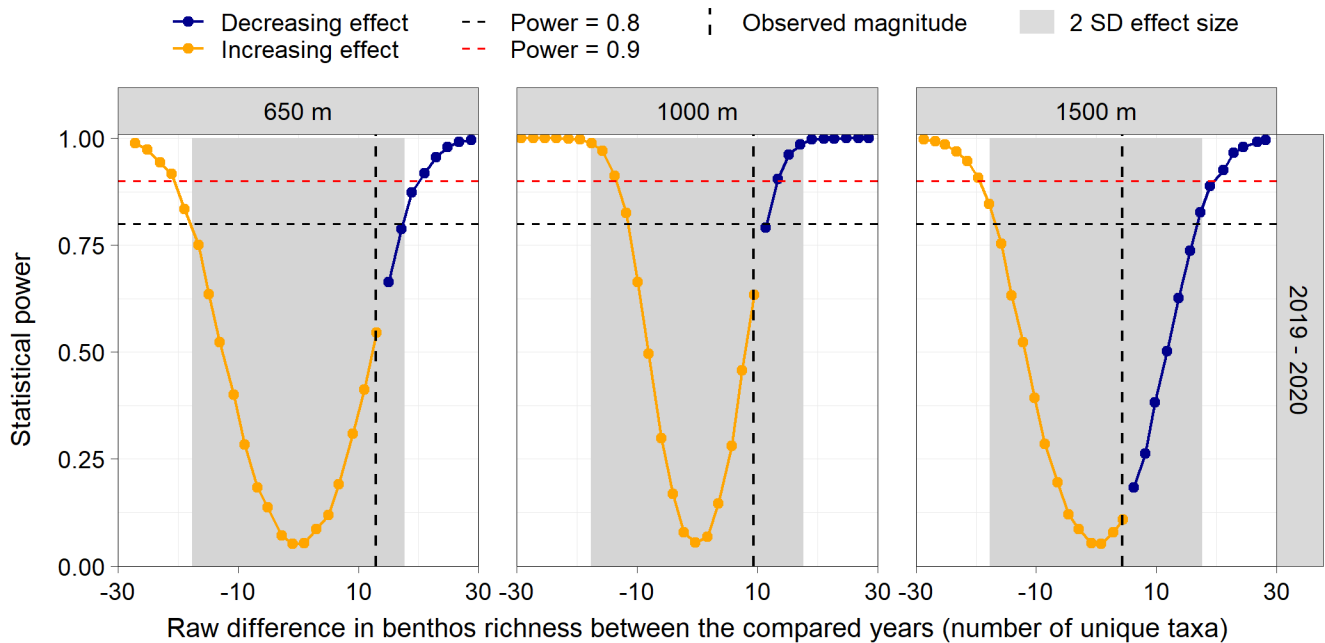 Decreasing effect Power = 0.8 Observed magnitude 2 SD effect size
Increasing effect Power = 0.9
650 m 1000 m 1500 m
1.00
0.75
0.50
0.25
0.00
Statistical power
2019 - 2020
-30 -10 10 30 -30 -10 10 30 -30 -10 10 30
Raw difference in benthos richness between the compared years (number of unique taxa)